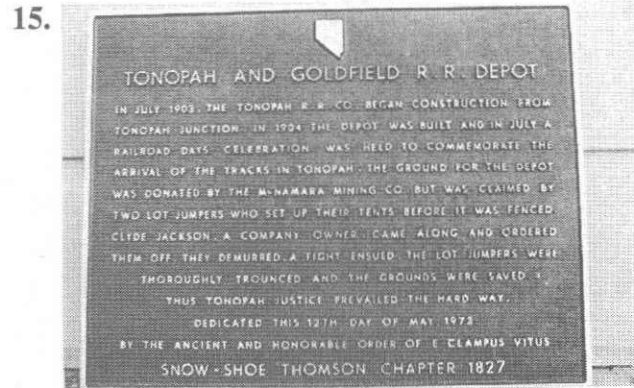 15.
TONOPAH AND GOLDFIELD R R. DEPOT
IN JULY 1903, THE TONOPAH R R CO. BEGAN CONSTRUCTION FROM
TONOPAH JUNCTION. IN 1904 THE DEPOT WAS BUILT AND IN JULY A
RAILROAD DAYS CELEBRATION WAS HELD TO COMMEMORATE THE
ARRIVAL OF THE TRACKS IN TONOPAH. THE GROUND FOR THE DEPOT
WAS DONATED BY THE McNAMARA MINING CO. BUT WAS CLAIMED BY
TWO LOT JUMPERS WHO SET UP THEIR TENTS BEFORE IT WAS FENCED.
CLYDE JACKSON, A COMPANY OWNER, CAME ALONG AND ORDERED
THEM OFF. THEY DEMURRED. A FIGHT ENSUED. THE LOT JUMPERS WERE
THOROUGHLY TROUNCED AND THE GROUNDS WERE SAVED
THUS TONOPAH JUSTICE PREVAILED THE HARD WAY.
DEDICATED THIS 12TH DAY OF MAY 1973
BY THE ANCIENT AND HONORABLE ORDER OF E CLAMPUS VITUS
SNOW-SHOE THOMSON CHAPTER 1827